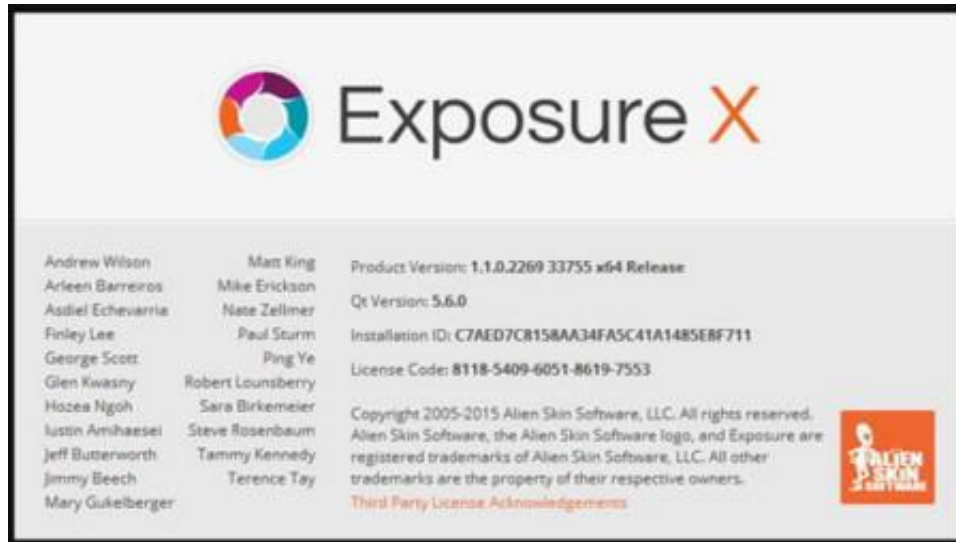 Exposure X
Andrew Wilson
Arleen Barreiros
Asdiel Echevarria
Finley Lee
George Scott
Glen Kwasny
Hozea Ngoh
Iustin Amihaesei
Jeff Butterworth
Jimmy Beech
Mary Gukelberger
Matt King
Mike Erickson
Nate Zellmer
Paul Sturm
Ping Ye
Robert Lounsberry
Sara Birkemeier
Steve Rosenbaum
Tammy Kennedy
Terence Tay
Product Version: 1.1.0.2269 33755 x64 Release
Qt Version: 5.6.0
Installation ID: C7AED7C8158AA34FA5C41A1485E8F711
License Code: 8118-5409-6051-8619-7553
Copyright 2005-2015 Alien Skin Software, LLC. All rights reserved.
Alien Skin Software, the Alien Skin Software logo, and Exposure are
registered trademarks of Alien Skin Software, LLC. All other
trademarks are the property of their respective owners.
Third Party License Acknowledgements
ALIEN
SKIN
SOFTWARE